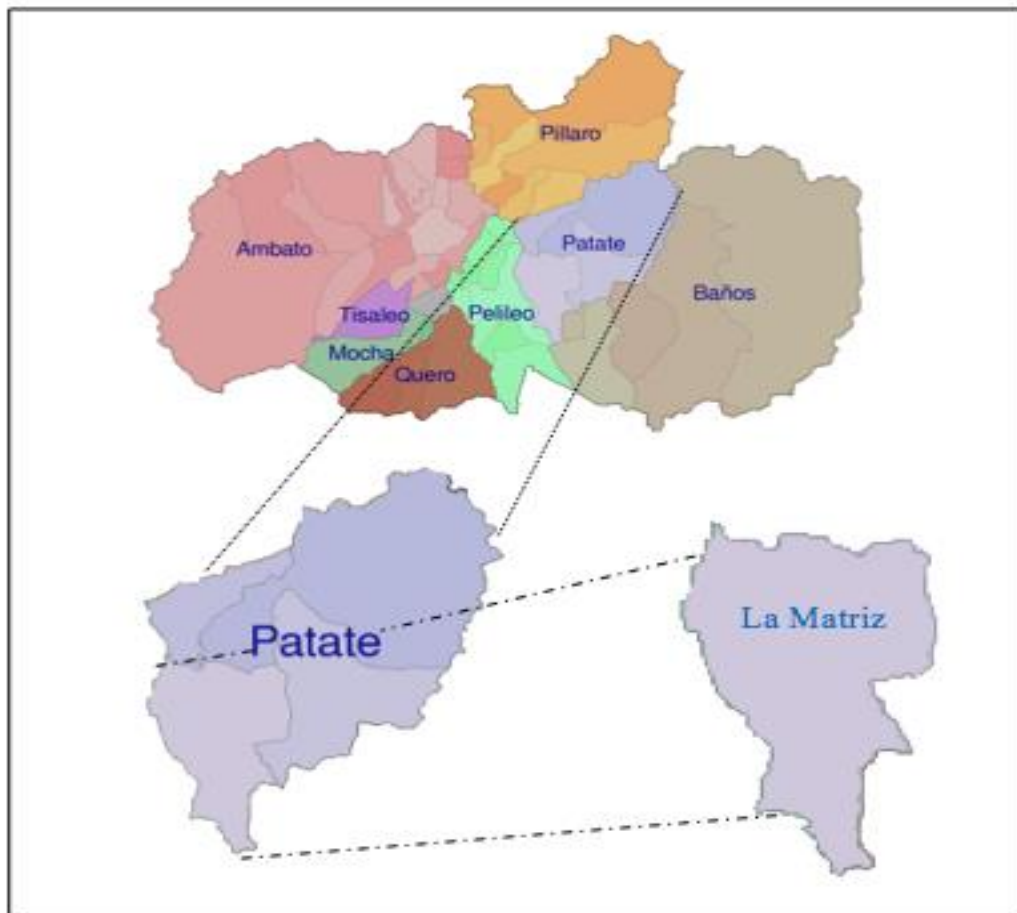 Pillaro
Ambato
Patate
Baños
Tisaleo
Pelileo
Mocha
Quero
Patate
La Matriz